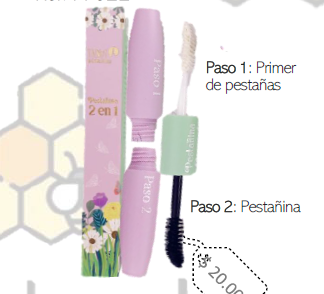 Paso 1: Primer
de pestañas
2 en 1
Paso 1
Pestañina
Paso 2
Paso 2: Pestañina
$ 20.00